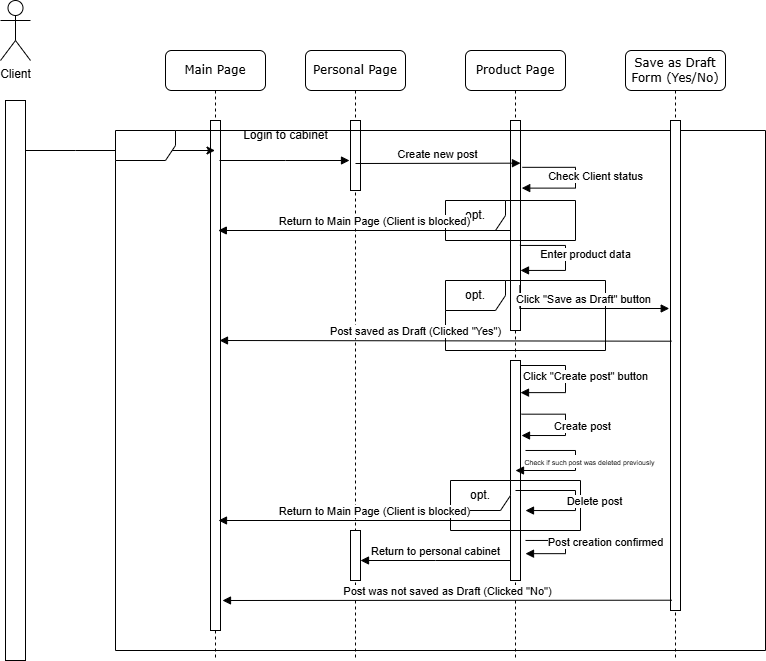 Client
Main Page
Personal Page
Product Page
Save as Draft
Form (Yes/No)
Login to cabinet
Create new post
Check Client status
opt.
Return to Main Page (Client is blocked)
Enter product data
opt.
Click "Save as Draft" button
Post saved as Draft (Clicked "Yes")
Click "Create post" button
Create post
Check if such post was deleted previously
opt.
Delete post
Return to Main Page (Client is blocked)
Post creation confirmed
Return to personal cabinet
Post was not saved as Draft (Clicked "No")